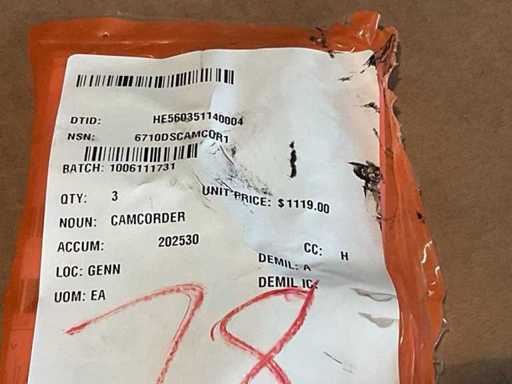 DTID: HE560351140004
NSN: 6710DSCAMCOR1
BATCH: 1006111731
QTY: 3 UNIT PRICE: $1119.00
NOUN: CAMCORDER
ACCUM: 202530 CC: H
LOC: GENN DEMIL: A
UOM: EA DEMIL IC:
78